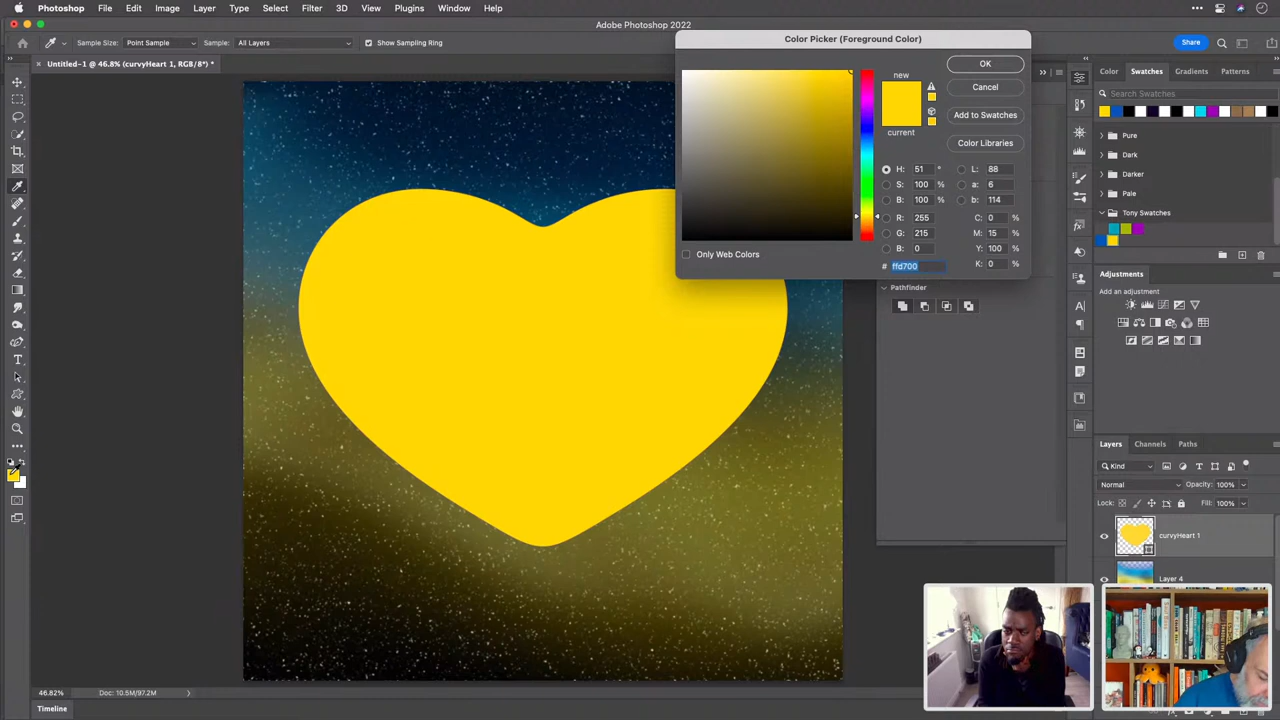 Photoshop File Edit Image Layer Type Select Filter 3D View Plugins Window Help
Adobe Photoshop 2022
Sample Size: Point Sample Sample: All Layers Show Sampling Ring
Share
Untitled-1 @ 46.8% (curvyHeart 1, RGB/8*) *
Color Picker (Foreground Color)
new
current
OK
Cancel
Add to Swatches
Color Libraries
H: 51 °
S: 100 %
B: 100 %
R: 255
G: 215
B: 0
L: 88
a: 6
b: 114
C: 0 %
M: 15 %
Y: 100 %
K: 0 %
# ffd700
Only Web Colors
Pathfinder
Color Swatches Gradients Patterns
Search Swatches
Pure
Dark
Darker
Pale
Tony Swatches
Adjustments
Add an adjustment
Layers Channels Paths
Kind
Normal Opacity: 100%
Lock: Fill: 100%
curvyHeart 1
Layer 4
46.82% Doc: 10.5M/97.2M
Timeline